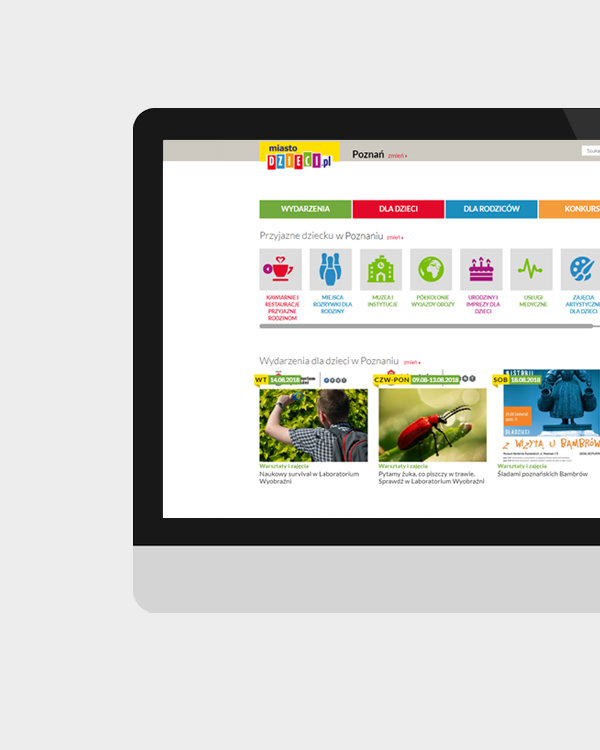 miasto
DZIECI.pl
Poznań zmień
Szuka
WYDARZENIA
DLA DZIECI
DLA RODZICÓW
KONKURS
Przyjazne dziecku w Poznaniu zmień
KAWIARNIE I
RESTAURACJE
PRZYJAZNE
RODZINOM
MIEJSCA
ROZRYWKI DLA
RODZINY
MUZEA I
INSTYTUCJE
PÓŁKOLONIE
WYJAZDY OBOZY
URODZINY I
IMPREZY DLA
DZIECI
USŁUGI
MEDYCZNE
ZAJĘCIA
ARTYSTYCZNE
DLA DZIECI
Wydarzenia dla dzieci w Poznaniu zmień
WT 14.08.2018
Warsztaty i zajęcia
Naukowy survival w Laboratorium
Wyobraźni
CZW-PON 09.08-13.08.2018
Warsztaty i zajęcia
Pytamy żuka, co piszczy w trawie.
Sprawdź w Laboratorium Wyobraźni
SOB 18.08.2018
DLA DZIECI
Z WIZYTĄ U BAMBRÓW
Warsztaty i zajęcia
Śladami poznańskich Bambrów